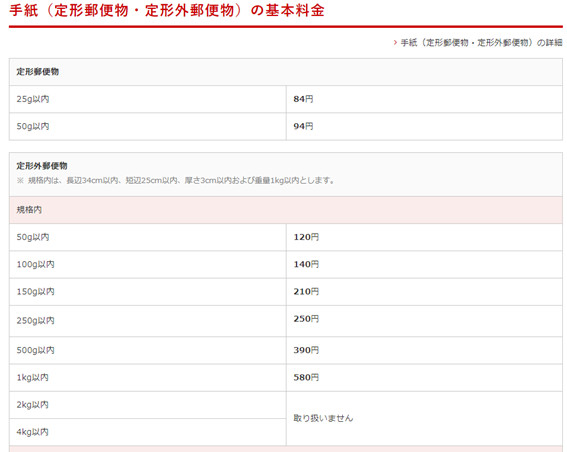 手紙（定形郵便物・定形外郵便物）の基本料金
› 手紙（定形郵便物・定形外郵便物）の詳細
定形郵便物
25g以内 84円
50g以内 94円
定形外郵便物
※ 規格内は、長辺34cm以内、短辺25cm以内、厚さ3cm以内および重量1kg以内とします。
規格内
50g以内 120円
100g以内 140円
150g以内 210円
250g以内 250円
500g以内 390円
1kg以内 580円
2kg以内
取り扱いません
4kg以内